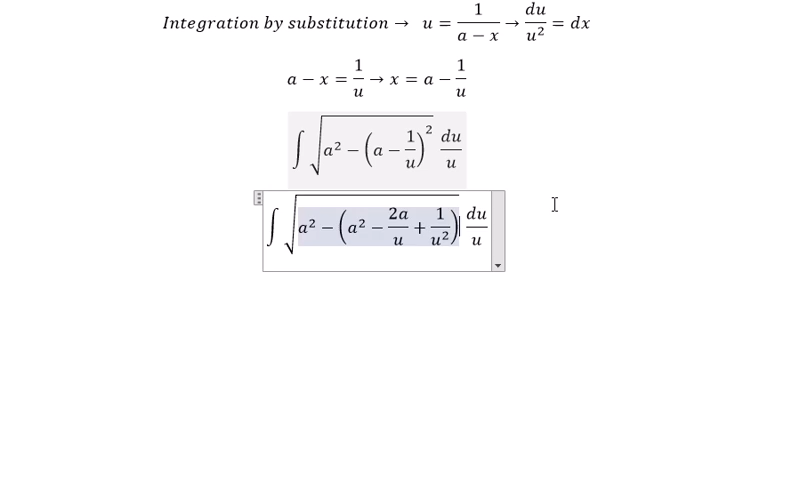 Integration by substitution → u = 1/(a − x) → du/u² = dx
a − x = 1/u → x = a − 1/u
∫ √(a² − (a − 1/u)²) du/u
∫ √(a² − (a² − 2a/u + 1/u²)) du/u